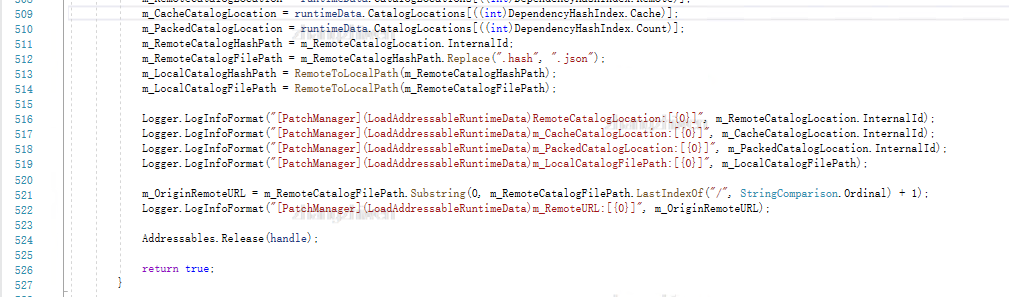 509 m_CacheCatalogLocation = runtimeData.CatalogLocations[((int)DependencyHashIndex.Cache)];
510 m_PackedCatalogLocation = runtimeData.CatalogLocations[((int)DependencyHashIndex.Count)];
511 m_RemoteCatalogHashPath = m_RemoteCatalogLocation.InternalId;
512 m_RemoteCatalogFilePath = m_RemoteCatalogHashPath.Replace(".hash", ".json");
513 m_LocalCatalogHashPath = RemoteToLocalPath(m_RemoteCatalogHashPath);
514 m_LocalCatalogFilePath = RemoteToLocalPath(m_RemoteCatalogFilePath);
515
516 Logger.LogInfoFormat("[PatchManager](LoadAddressableRuntimeData)RemoteCatalogLocation:[{0}]", m_RemoteCatalogLocation.InternalId);
517 Logger.LogInfoFormat("[PatchManager](LoadAddressableRuntimeData)m_CacheCatalogLocation:[{0}]", m_CacheCatalogLocation.InternalId);
518 Logger.LogInfoFormat("[PatchManager](LoadAddressableRuntimeData)m_PackedCatalogLocation:[{0}]", m_PackedCatalogLocation.InternalId);
519 Logger.LogInfoFormat("[PatchManager](LoadAddressableRuntimeData)m_LocalCatalogFilePath:[{0}]", m_LocalCatalogFilePath);
520
521 m_OriginRemoteURL = m_RemoteCatalogFilePath.Substring(0, m_RemoteCatalogFilePath.LastIndexOf("/", StringComparison.Ordinal) + 1);
522 Logger.LogInfoFormat("[PatchManager](LoadAddressableRuntimeData)m_RemoteURL:[{0}]", m_OriginRemoteURL);
523
524 Addressables.Release(handle);
525
526 return true;
527 }